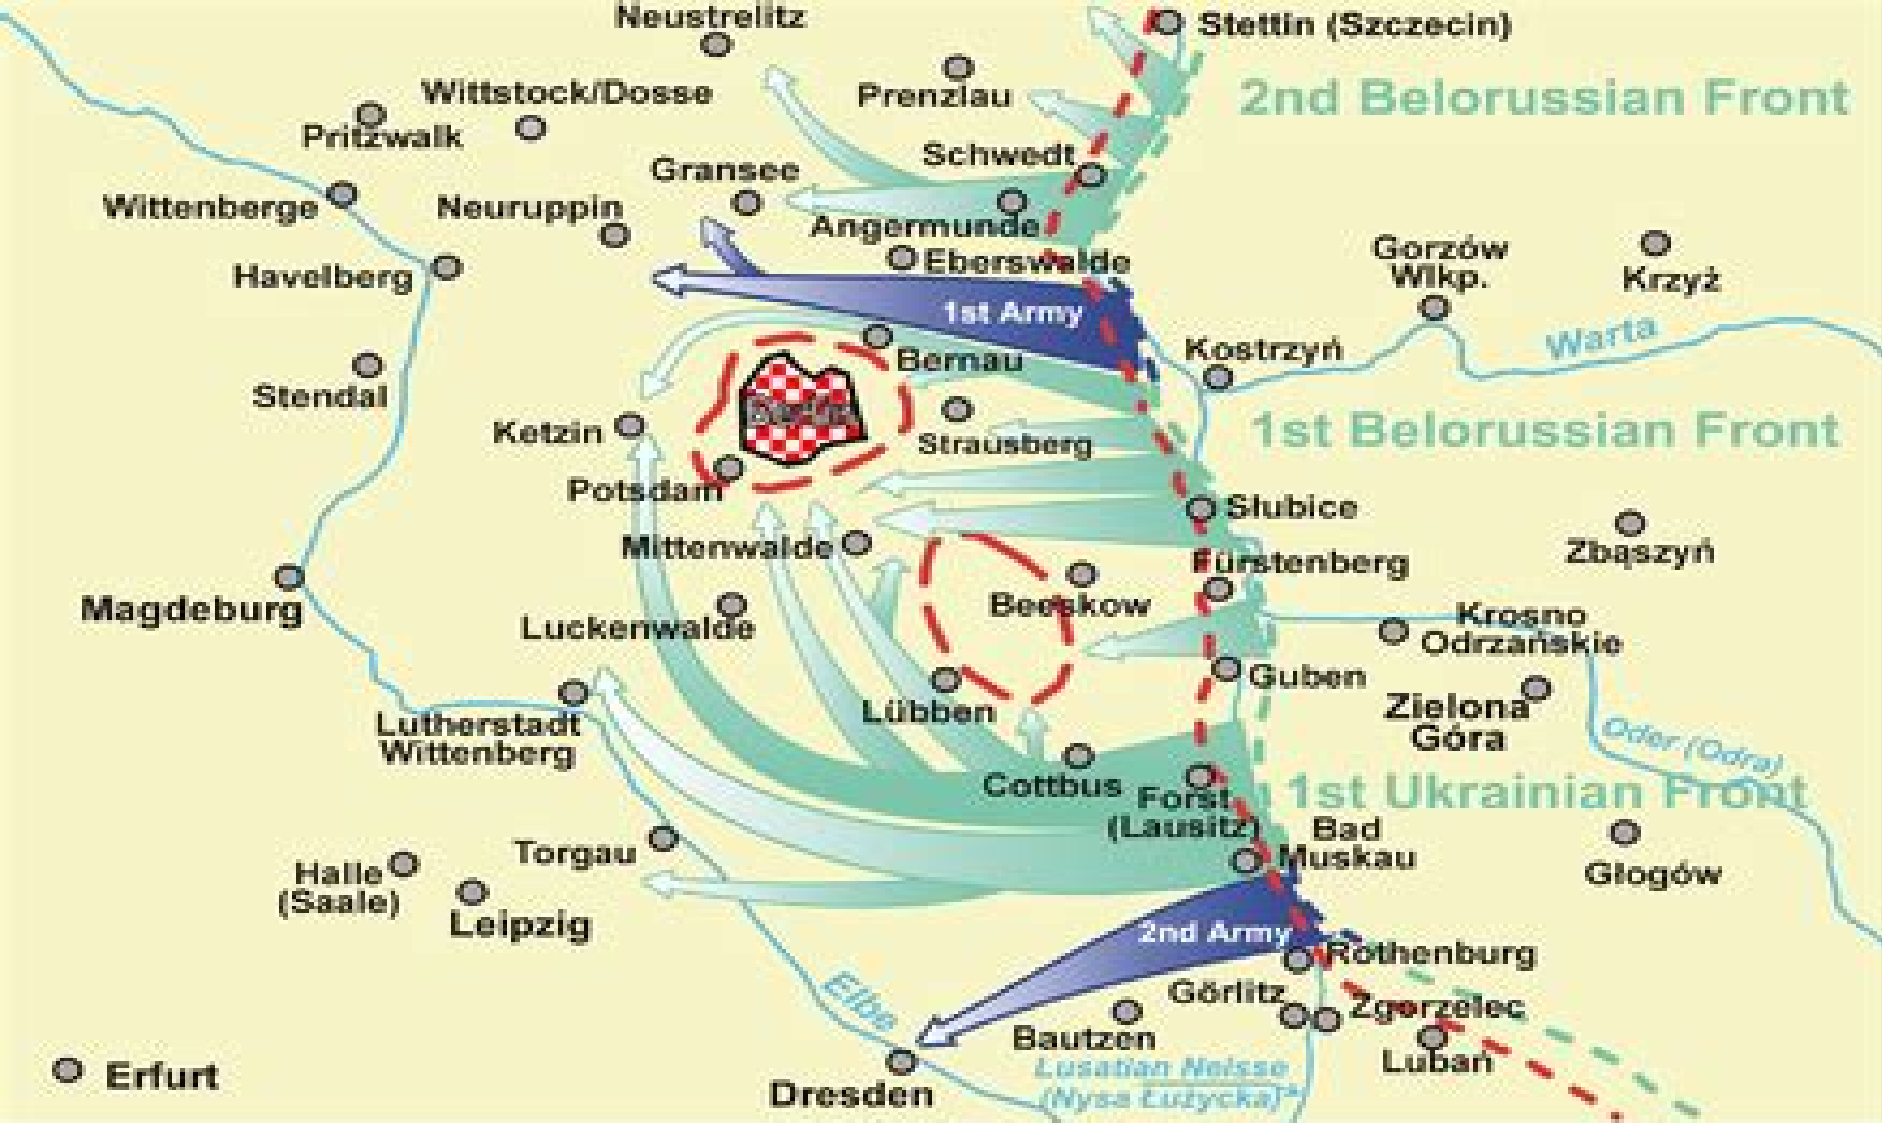 Neustrelitz
Stettin (Szczecin)
Wittstock/Dosse
Prenzlau
2nd Belorussian Front
Pritzwalk
Schwedt
Gransee
Wittenberge
Neuruppin
Angermunde
Gorzów
Wlkp.
Krzyż
Havelberg
Eberswalde
1st Army
Kostrzyń
Warta
Bernau
Stendal
Berlin
Ketzin
Strausberg
1st Belorussian Front
Potsdam
Słubice
Mittenwalde
Fürstenberg
Zbąszyń
Magdeburg
Beeskow
Krosno
Odrzańskie
Luckenwalde
Guben
Lübben
Zielona
Góra
Lutherstadt
Wittenberg
Oder (Odra)
Cottbus
Forst
(Lausitz)
1st Ukrainian Front
Bad
Muskau
Torgau
Halle
(Saale)
Głogów
Leipzig
2nd Army
Rothenburg
Elbe
Görlitz
Zgorzelec
Bautzen
Lubań
Erfurt
Dresden
Lusatian Neisse
(Nysa Łużycka)